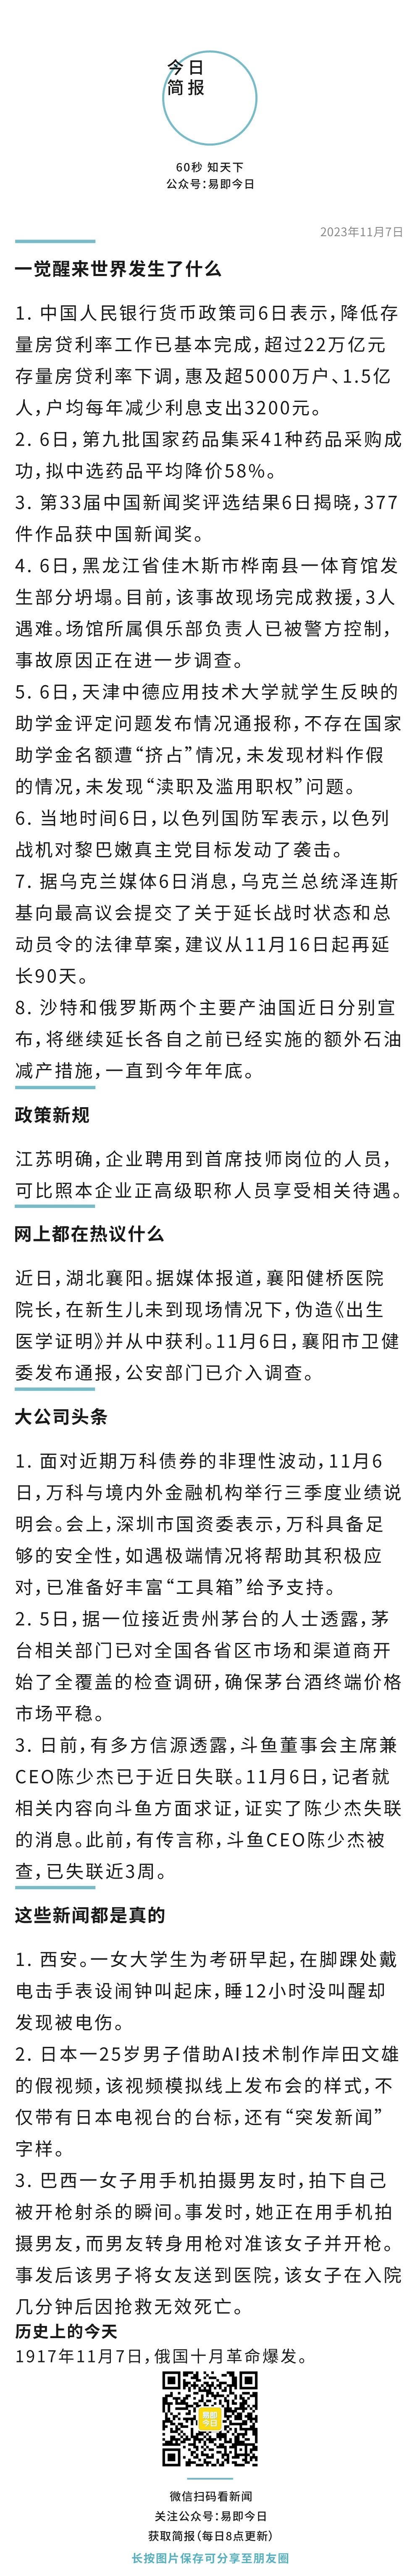 今日
简报
60秒 知天下
公众号：易即今日
2023年11月7日
一觉醒来世界发生了什么
1. 中国人民银行货币政策司6日表示，降低存
量房贷利率工作已基本完成，超过22万亿元
存量房贷利率下调，惠及超5000万户、1.5亿
人，户均每年减少利息支出3200元。
2. 6日，第九批国家药品集采41种药品采购成
功，拟中选药品平均降价58%。
3. 第33届中国新闻奖评选结果6日揭晓，377
件作品获中国新闻奖。
4. 6日，黑龙江省佳木斯市桦南县一体育馆发
生部分坍塌。目前，该事故现场完成救援，3人
遇难。场馆所属俱乐部负责人已被警方控制，
事故原因正在进一步调查。
5. 6日，天津中德应用技术大学就学生反映的
助学金评定问题发布情况通报称，不存在国家
助学金名额遭“挤占”情况，未发现材料作假
的情况，未发现“渎职及滥用职权”问题。
6. 当地时间6日，以色列国防军表示，以色列
战机对黎巴嫩真主党目标发动了袭击。
7. 据乌克兰媒体6日消息，乌克兰总统泽连斯
基向最高议会提交了关于延长战时状态和总
动员令的法律草案，建议从11月16日起再延
长90天。
8. 沙特和俄罗斯两个主要产油国近日分别宣
布，将继续延长各自之前已经实施的额外石油
减产措施，一直到今年年底。
政策新规
江苏明确，企业聘用到首席技师岗位的人员，
可比照本企业正高级职称人员享受相关待遇。
网上都在热议什么
近日，湖北襄阳。据媒体报道，襄阳健桥医院
院长，在新生儿未到现场情况下，伪造《出生
医学证明》并从中获利。11月6日，襄阳市卫健
委发布通报，公安部门已介入调查。
大公司头条
1. 面对近期万科债券的非理性波动，11月6
日，万科与境内外金融机构举行三季度业绩说
明会。会上，深圳市国资委表示，万科具备足
够的安全性，如遇极端情况将帮助其积极应
对，已准备好丰富“工具箱”给予支持。
2. 5日，据一位接近贵州茅台的人士透露，茅
台相关部门已对全国各省区市场和渠道商开
始了全覆盖的检查调研，确保茅台酒终端价格
市场平稳。
3. 日前，有多方信源透露，斗鱼董事会主席兼
CEO陈少杰已于近日失联。11月6日，记者就
相关内容向斗鱼方面求证，证实了陈少杰失联
的消息。此前，有传言称，斗鱼CEO陈少杰被
查，已失联近3周。
这些新闻都是真的
1. 西安。一女大学生为考研早起，在脚踝处戴
电击手表设闹钟叫起床，睡12小时没叫醒却
发现被电伤。
2. 日本一25岁男子借助AI技术制作岸田文雄
的假视频，该视频模拟线上发布会的样式，不
仅带有日本电视台的台标，还有“突发新闻”
字样。
3. 巴西一女子用手机拍摄男友时，拍下自己
被开枪射杀的瞬间。事发时，她正在用手机拍
摄男友，而男友转身用枪对准该女子并开枪。
事发后该男子将女友送到医院，该女子在入院
几分钟后因抢救无效死亡。
历史上的今天
1917年11月7日，俄国十月革命爆发。
易即
今日
微信扫码看新闻
关注公众号：易即今日
获取简报（每日8点更新）
长按图片保存可分享至朋友圈